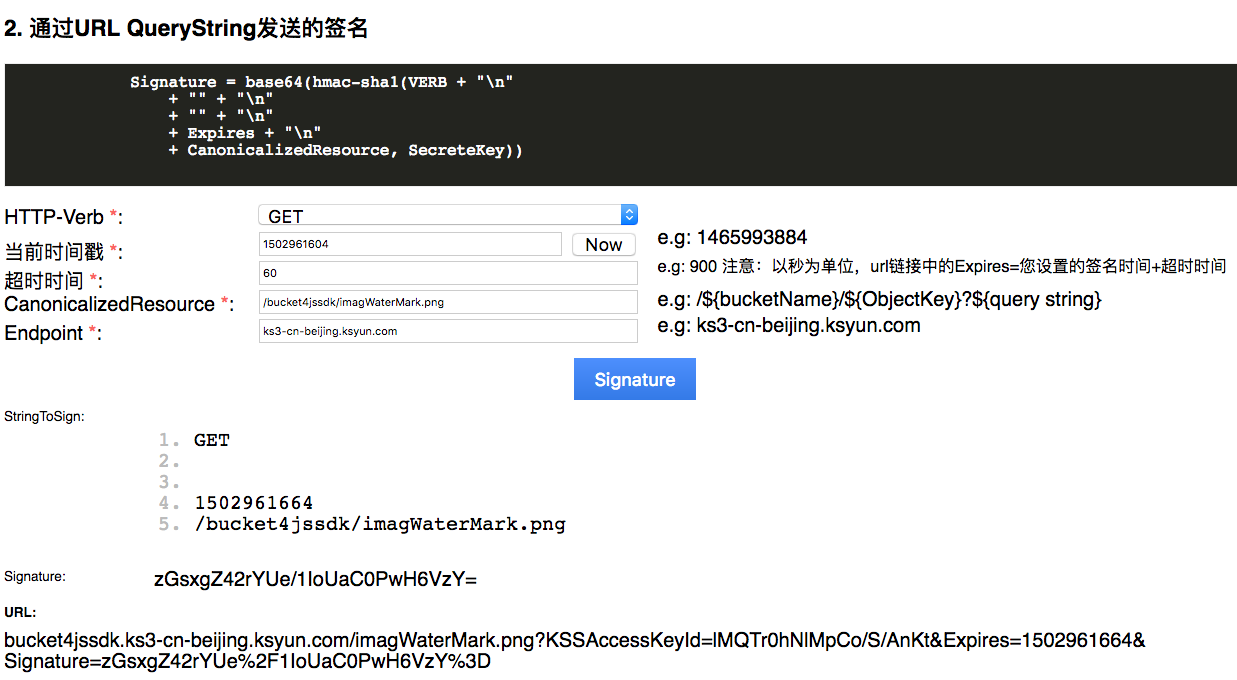 2. 通过URL QueryString发送的签名
Signature = base64(hmac-sha1(VERB + "\n"
+ "" + "\n"
+ "" + "\n"
+ Expires + "\n"
+ CanonicalizedResource, SecreteKey))
HTTP-Verb *: GET
当前时间戳 *: 1502961604 Now e.g: 1465993884
超时时间 *: 60 e.g: 900 注意：以秒为单位，url链接中的Expires=您设置的签名时间+超时时间
CanonicalizedResource *: /bucket4jssdk/imagWaterMark.png e.g: /${bucketName}/${ObjectKey}?${query string}
Endpoint *: ks3-cn-beijing.ksyun.com e.g: ks3-cn-beijing.ksyun.com
Signature
StringToSign:
1. GET
2.
3.
4. 1502961664
5. /bucket4jssdk/imagWaterMark.png
Signature: zGsxgZ42rYUe/1IoUaC0PwH6VzY=
URL:
bucket4jssdk.ks3-cn-beijing.ksyun.com/imagWaterMark.png?KSSAccessKeyId=lMQTr0hNlMpCo/S/AnKt&Expires=1502961664&
Signature=zGsxgZ42rYUe%2F1IoUaC0PwH6VzY%3D